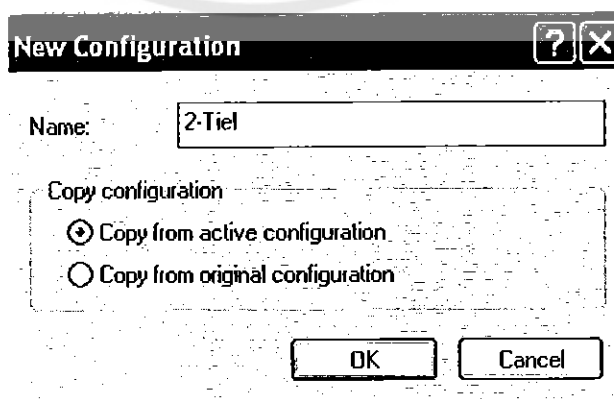 New Configuration
Name: 2-Tiel
Copy configuration
Copy from active configuration
Copy from original configuration
OK Cancel